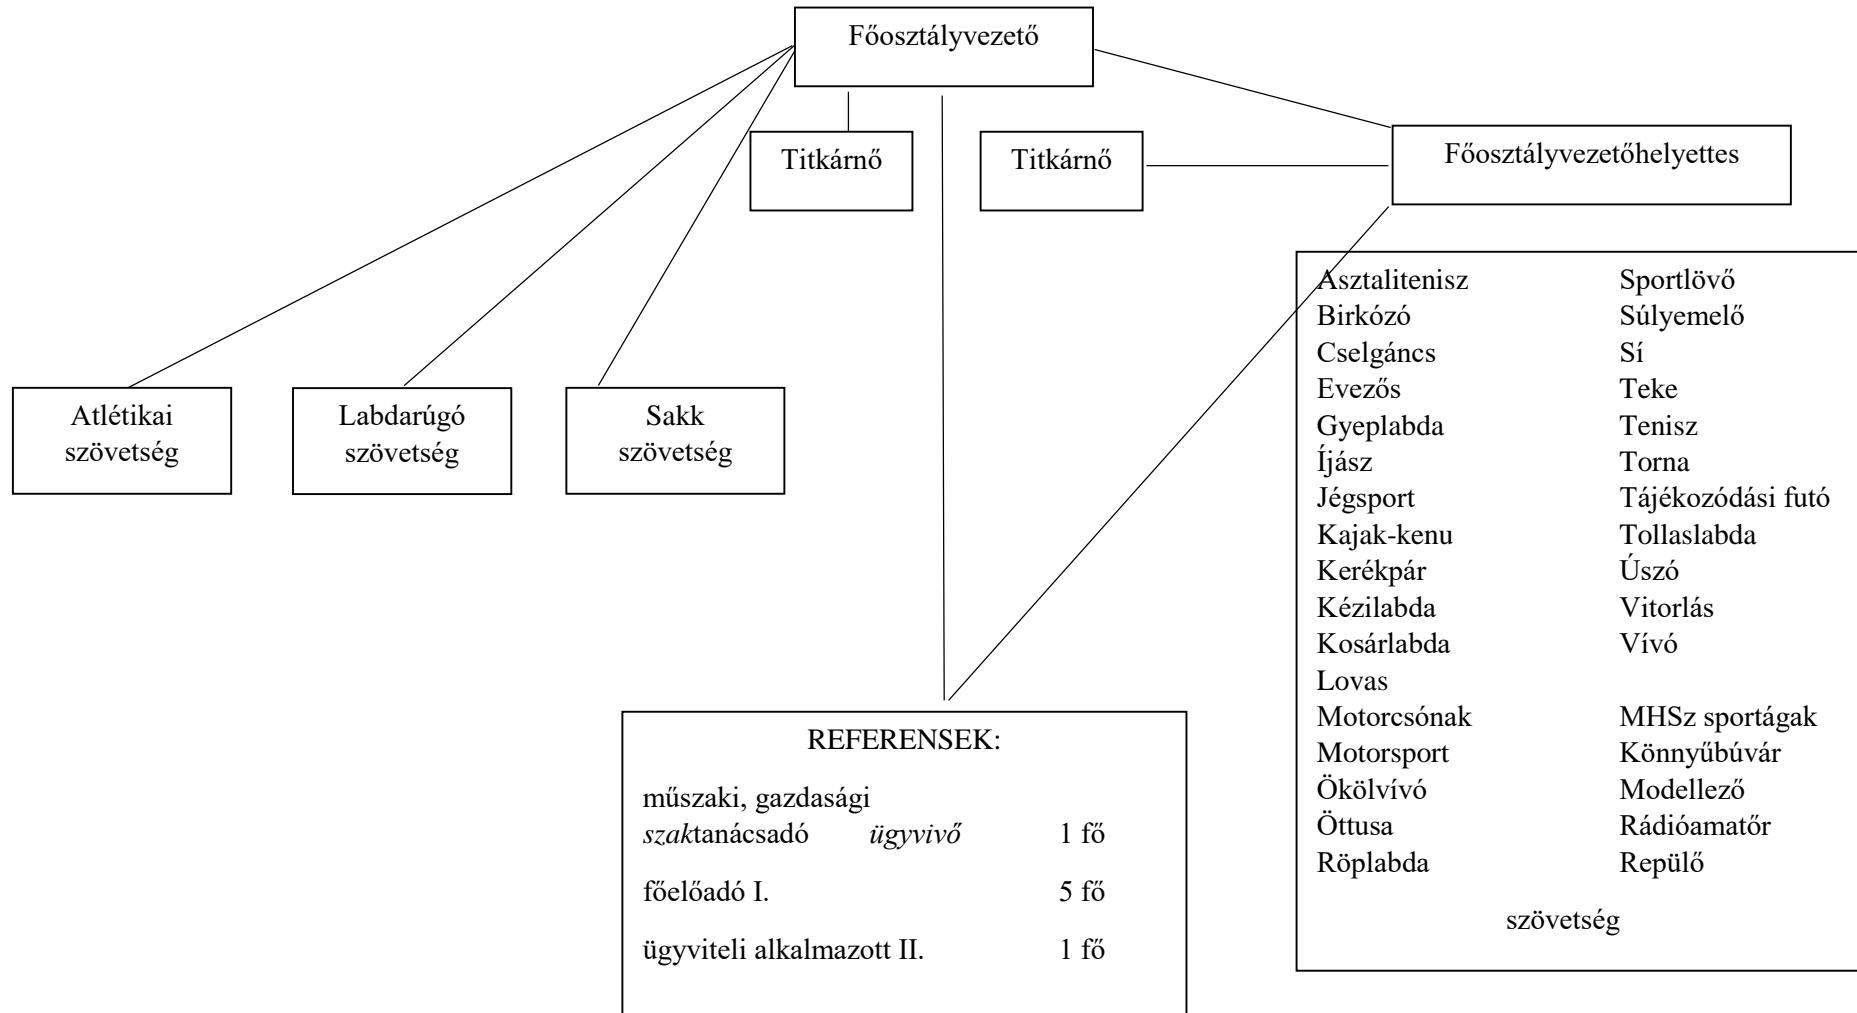 Főosztályvezető
Titkárnő
Titkárnő
Főosztályvezetőhelyettes
Atlétikai
szövetség
Labdarúgó
szövetség
Sakk
szövetség
REFERENSEK:
műszaki, gazdasági
szaktanácsadó ügyvivő 1 fő
főelőadó I. 5 fő
ügyviteli alkalmazott II. 1 fő
Asztalitenisz
Birkózó
Cselgáncs
Evezős
Gyeplabda
Íjász
Jégsport
Kajak-kenu
Kerékpár
Kézilabda
Kosárlabda
Lovas
Motorcsónak
Motorsport
Ökölvívó
Öttusa
Röplabda
Sportlövő
Súlyemelő
Sí
Teke
Tenisz
Torna
Tájékozódási futó
Tollaslabda
Úszó
Vitorlás
Vívó
MHSz sportágak
Könnyűbúvár
Modellező
Rádióamatőr
Repülő
szövetség